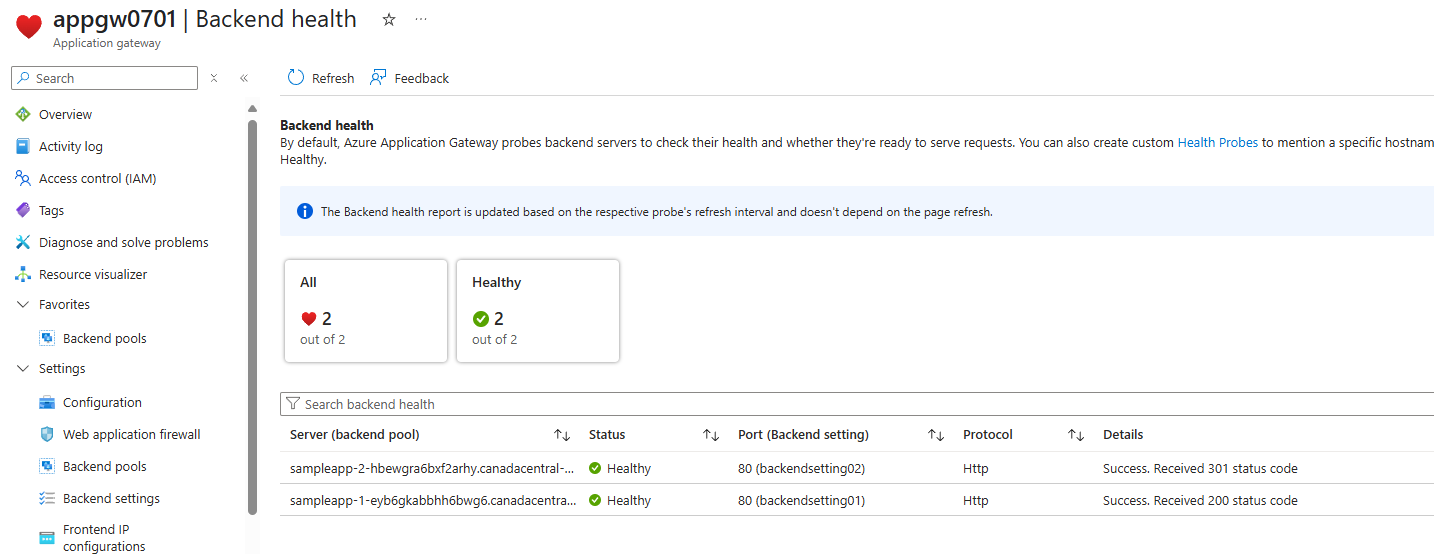 appgw0701 | Backend health
Application gateway
Search
Overview
Activity log
Access control (IAM)
Tags
Diagnose and solve problems
Resource visualizer
Favorites
Backend pools
Settings
Configuration
Web application firewall
Backend pools
Backend settings
Frontend IP
configurations
Refresh Feedback
Backend health
By default, Azure Application Gateway probes backend servers to check their health and whether they're ready to serve requests. You can also create custom Health Probes to mention a specific hostnam
Healthy.
The Backend health report is updated based on the respective probe's refresh interval and doesn't depend on the page refresh.
All
2
out of 2
Healthy
2
out of 2
Search backend health
Server (backend pool) Status Port (Backend setting) Protocol Details
sampleapp-2-hbewgra6bxf2arhy.canadacentral-... Healthy 80 (backendsetting02) Http Success. Received 301 status code
sampleapp-1-eyb6gkabbhh6bwg6.canadacentra... Healthy 80 (backendsetting01) Http Success. Received 200 status code